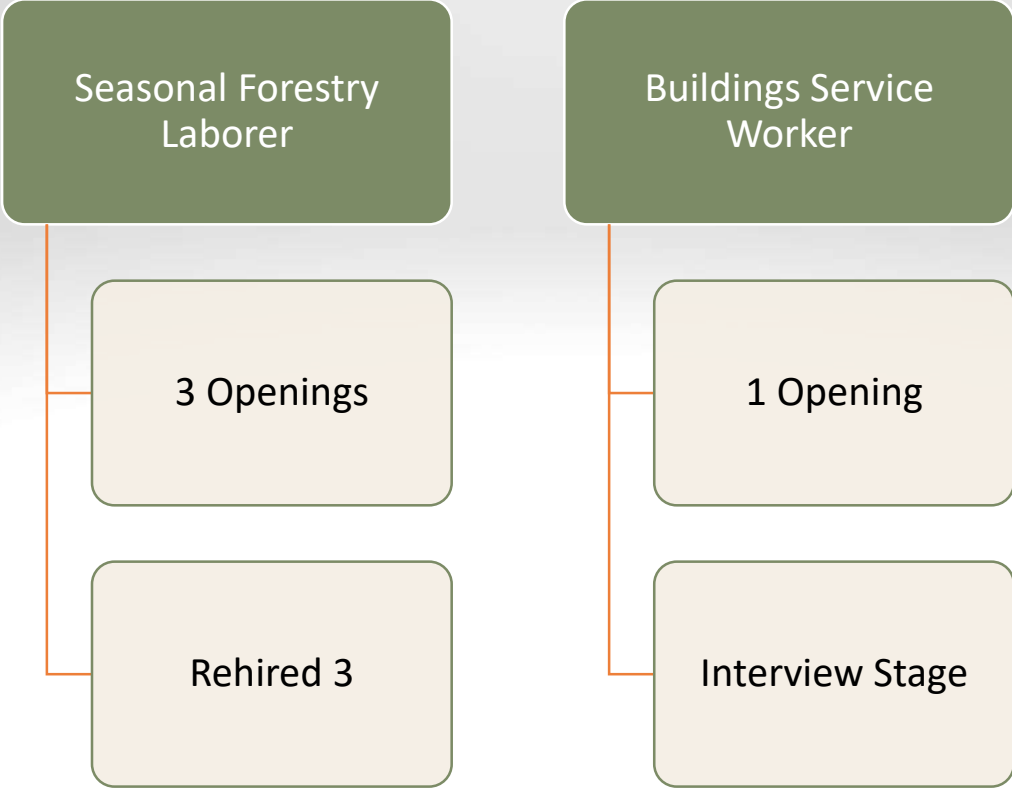 Seasonal Forestry
Laborer
3 Openings
Rehired 3
Buildings Service
Worker
1 Opening
Interview Stage